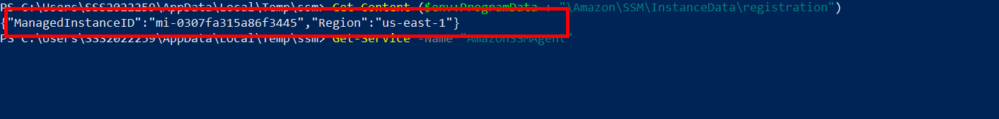 PS C:\Users\SSS2022259\AppData\Local\Temp\ssm> Get-Content ($env:ProgramData + "\Amazon\SSM\InstanceData\registration")
{"ManagedInstanceID":"mi-0307fa315a86f3445","Region":"us-east-1"}
PS C:\Users\SSS2022259\AppData\Local\Temp\ssm> Get-Service -Name "AmazonSSMAgent"